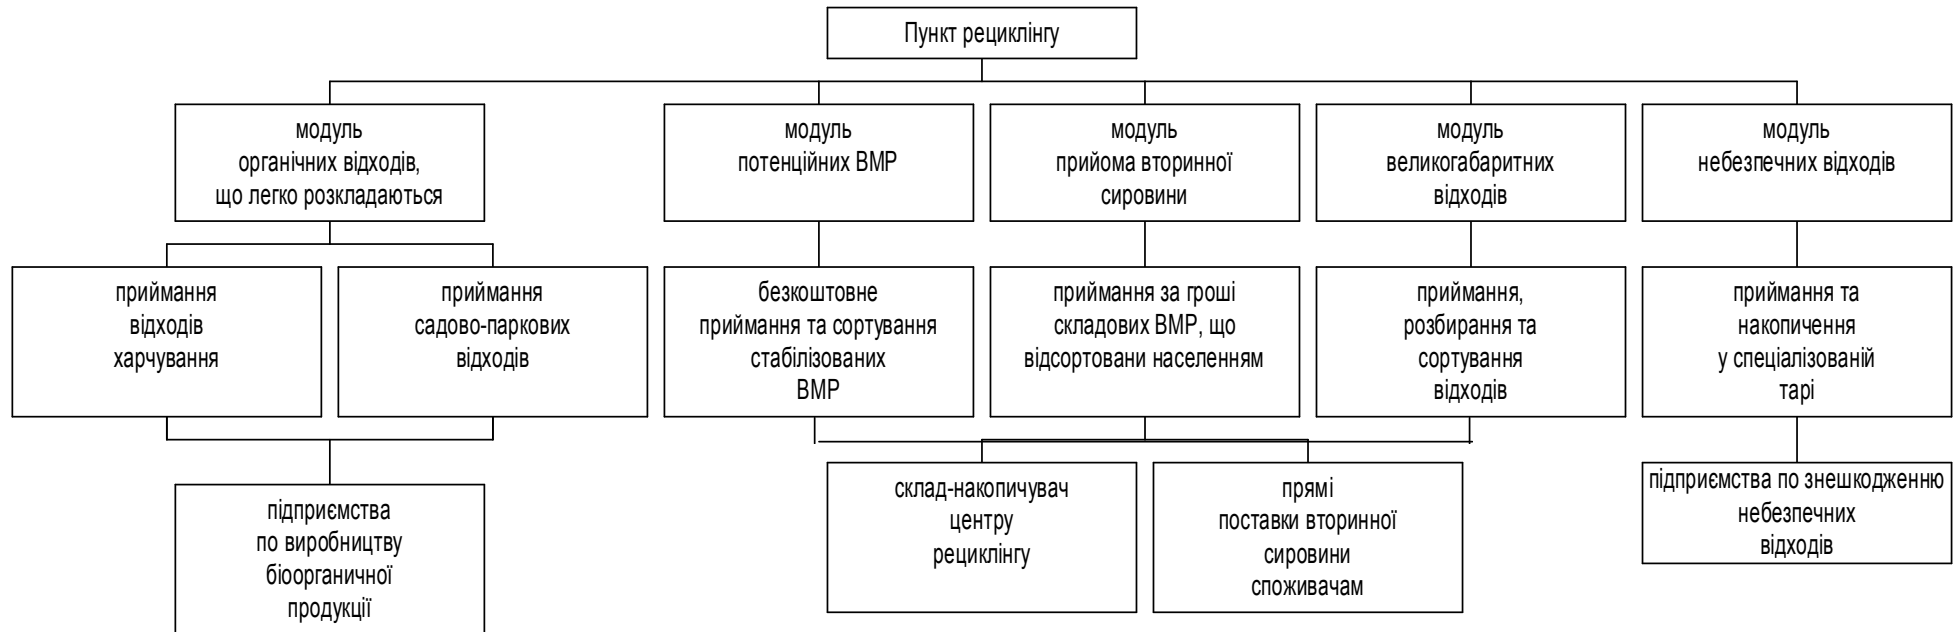 Пункт рециклінгу
модуль
органічних відходів,
що легко розкладаються
модуль
потенційних ВМР
модуль
прийома вторинної
сировини
модуль
великогабаритних
відходів
модуль
небезпечних відходів
приймання
відходів
харчування
приймання
садово-паркових
відходів
безкоштовне
приймання та сортування
стабілізованих
ВМР
приймання за гроші
складових ВМР, що
відсортовани населенням
приймання,
розбирання та
сортування
відходів
приймання та
накопичення
у спеціалізованій
тарі
підприємства
по виробництву
біоорганичної
продукції
склад-накопичувач
центру
рециклінгу
прямі
поставки вторинної
сировини
споживачам
підприємства по знешкодженню
небезпечних
відходів